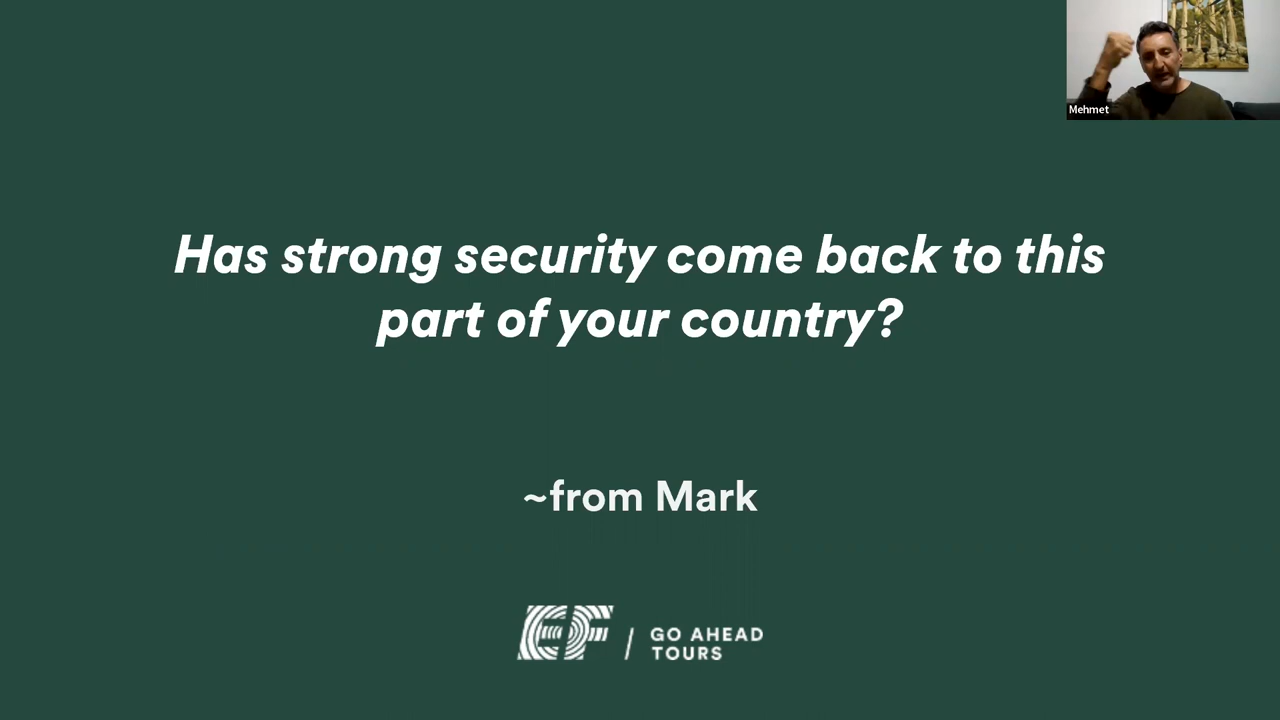 Mehmet
Has strong security come back to this
part of your country?
~from Mark
EF / GO AHEAD
TOURS